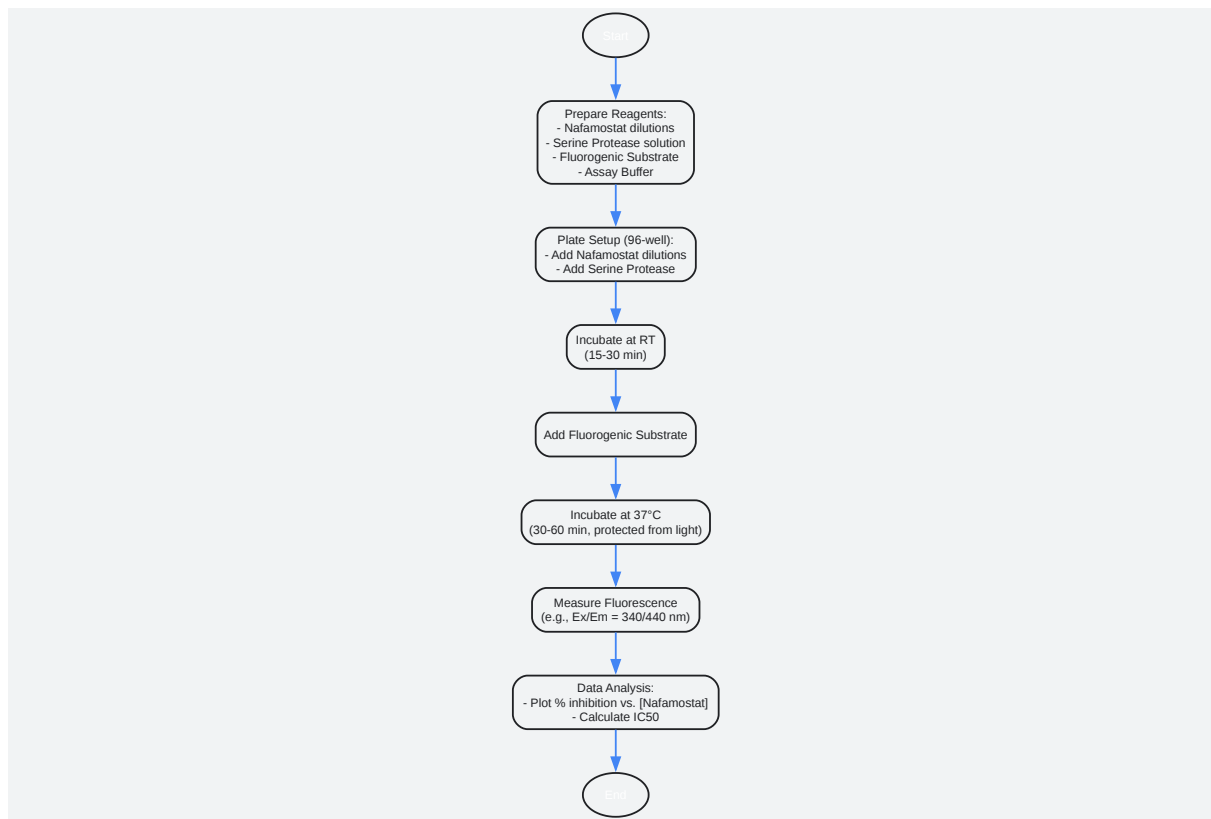 Start
Prepare Reagents:
- Nafamostat dilutions
- Serine Protease solution
- Fluorogenic Substrate
- Assay Buffer
Plate Setup (96-well):
- Add Nafamostat dilutions
- Add Serine Protease
Incubate at RT
(15-30 min)
Add Fluorogenic Substrate
Incubate at 37°C
(30-60 min, protected from light)
Measure Fluorescence
(e.g., Ex/Em = 340/440 nm)
Data Analysis:
- Plot % inhibition vs. [Nafamostat]
- Calculate IC50
End